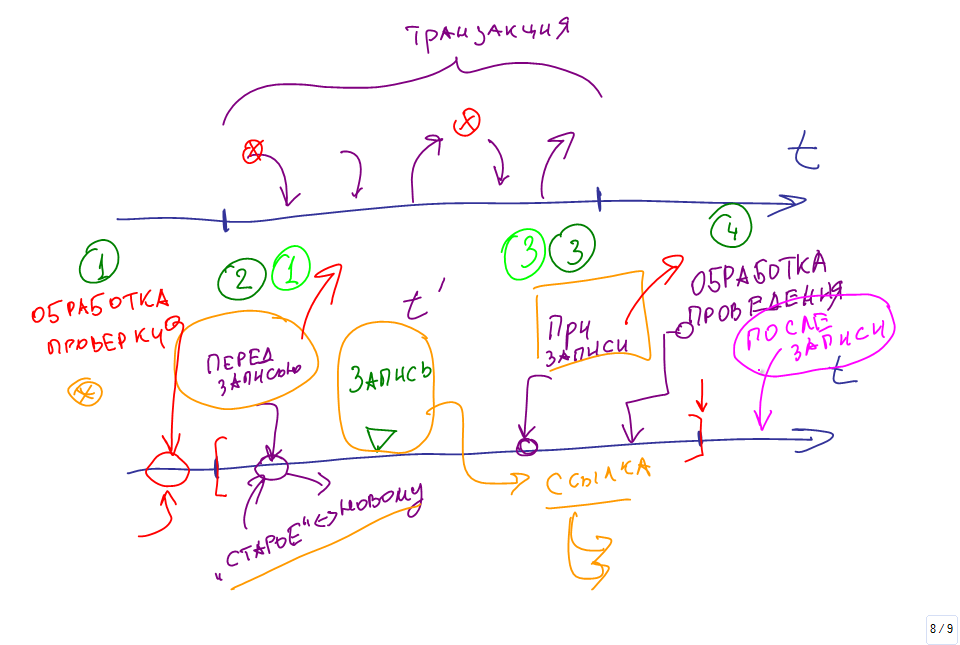 ТРАНЗАКЦИЯ
t
1
2
1
3
3
4
ОБРАБОТКА
ПРОВЕРКИ
ПЕРЕД
ЗАПИСЬЮ
t'
ЗАПИСЬ
ПРИ
ЗАПИСИ
ОБРАБОТКА
ПРОВЕДЕНИЯ
ПОСЛЕ
ЗАПИСИ
t
ССЫЛКА
"СТАРОЕ" <-> НОВОМУ
8 / 9